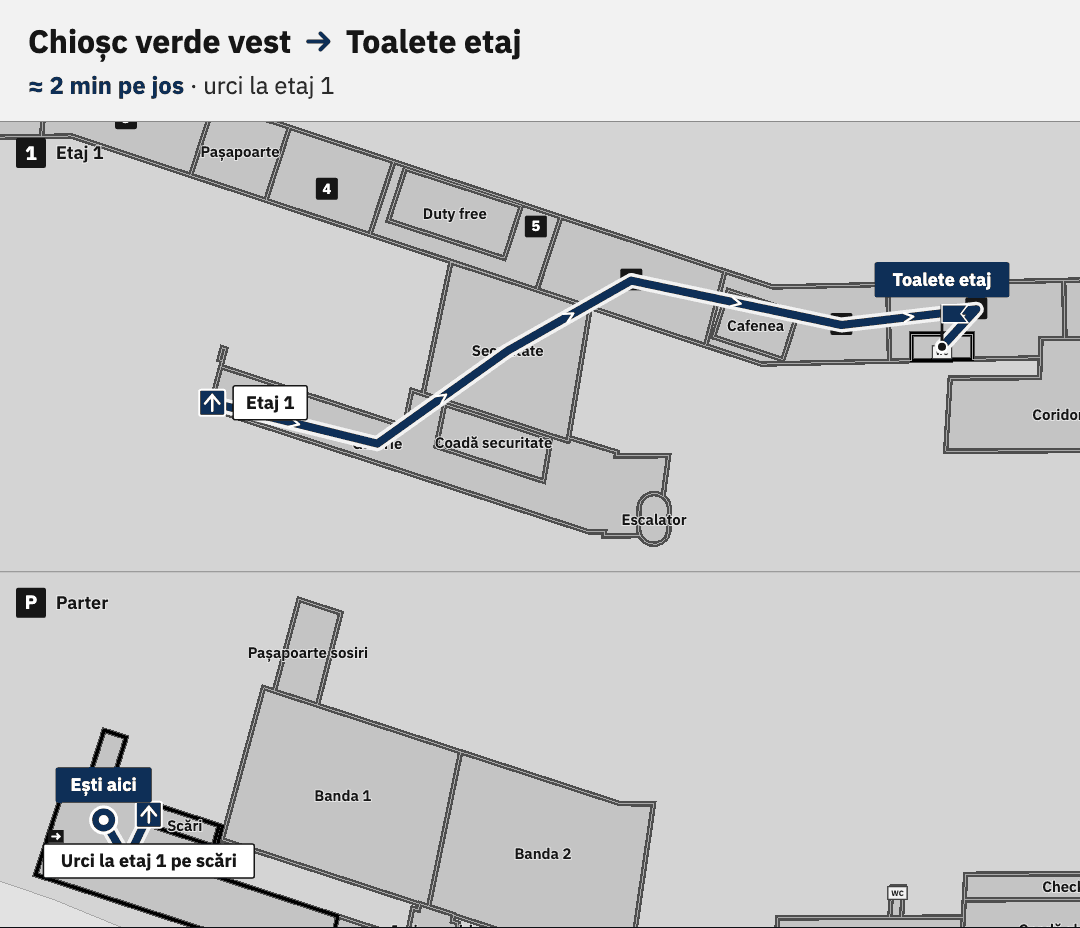 Chioșc verde vest → Toalete etaj
≈ 2 min pe jos · urci la etaj 1
1 Etaj 1
Pașapoarte
4
Duty free
5
Toalete etaj
Cafenea
Securitate
Etaj 1
Coadă securitate
Coridor
Escalator
P Parter
Pașapoarte sosiri
Ești aici
Banda 1
Scări
Banda 2
Urci la etaj 1 pe scări
WC